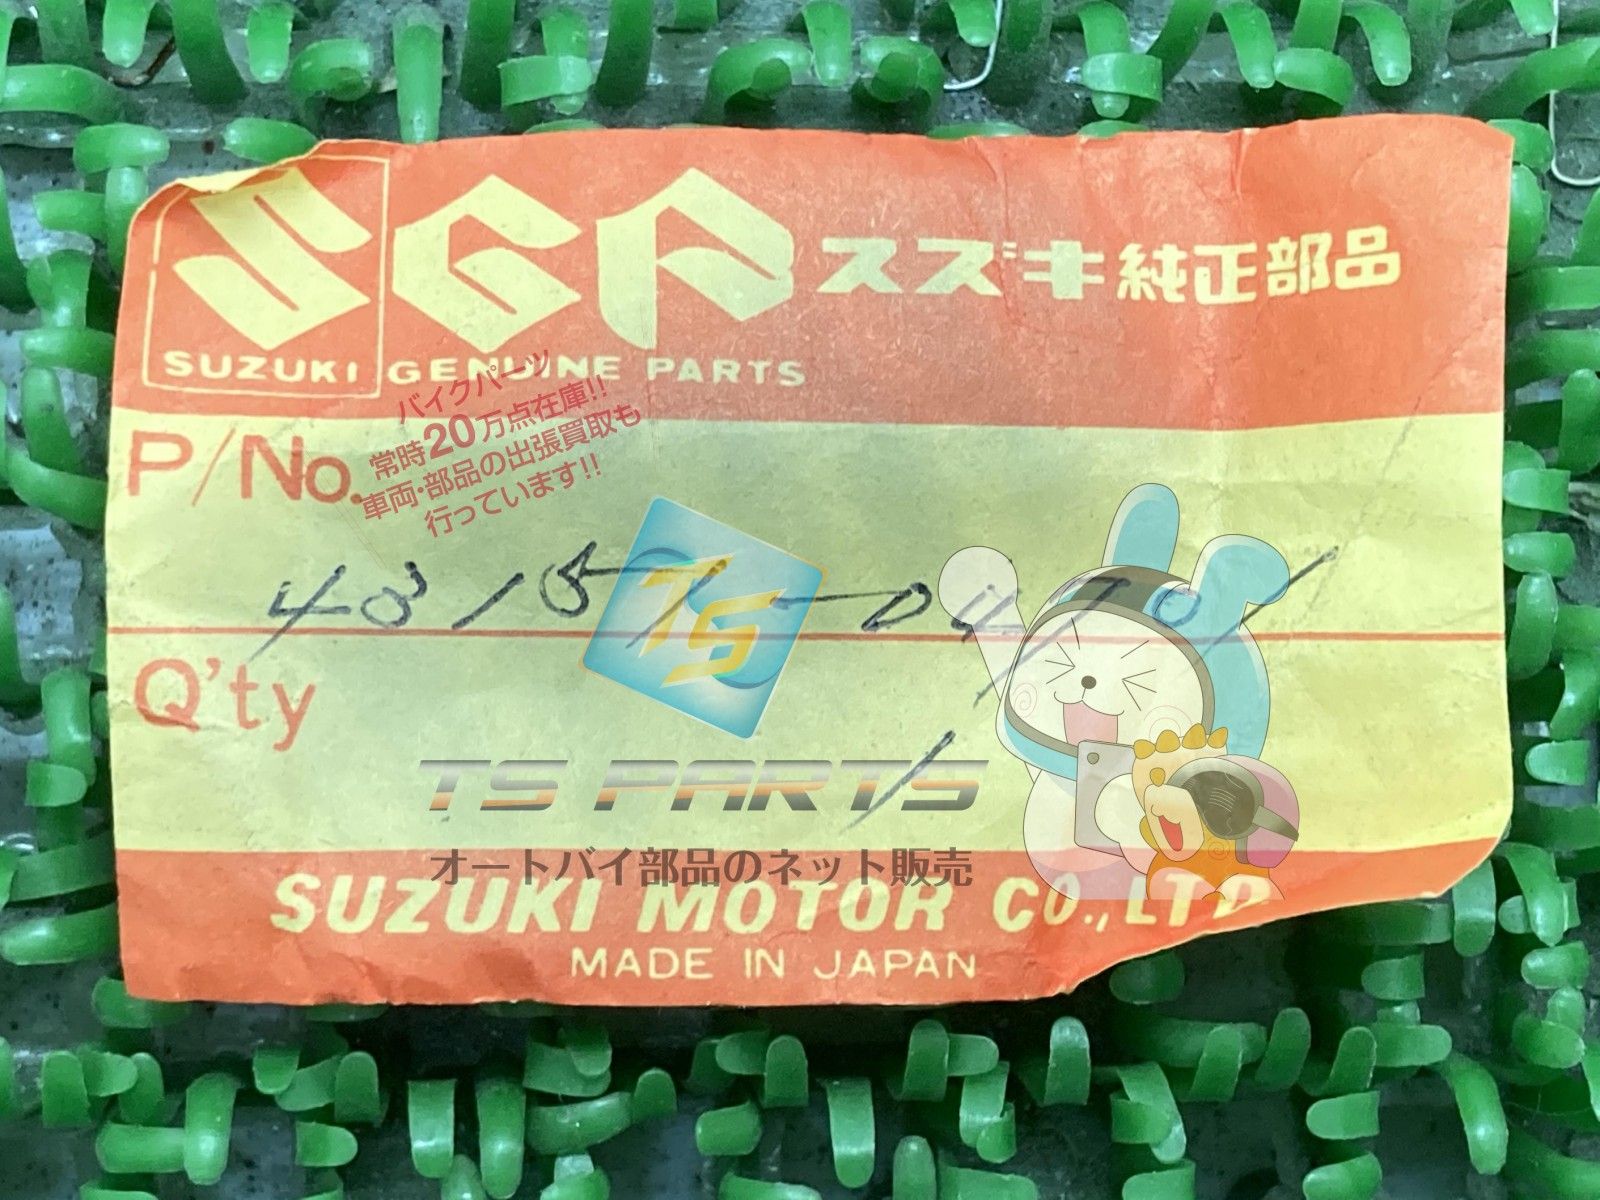 SGP スズキ純正部品
SUZUKI GENUINE PARTS
バイクパーツ
常時20万点在庫!!
車両・部品の出張買取も
行っています!!
P/No.
TS
Q'ty
1
TS PARTS
オートバイ部品のネット販売
SUZUKI MOTOR CO., LTD.
MADE IN JAPAN